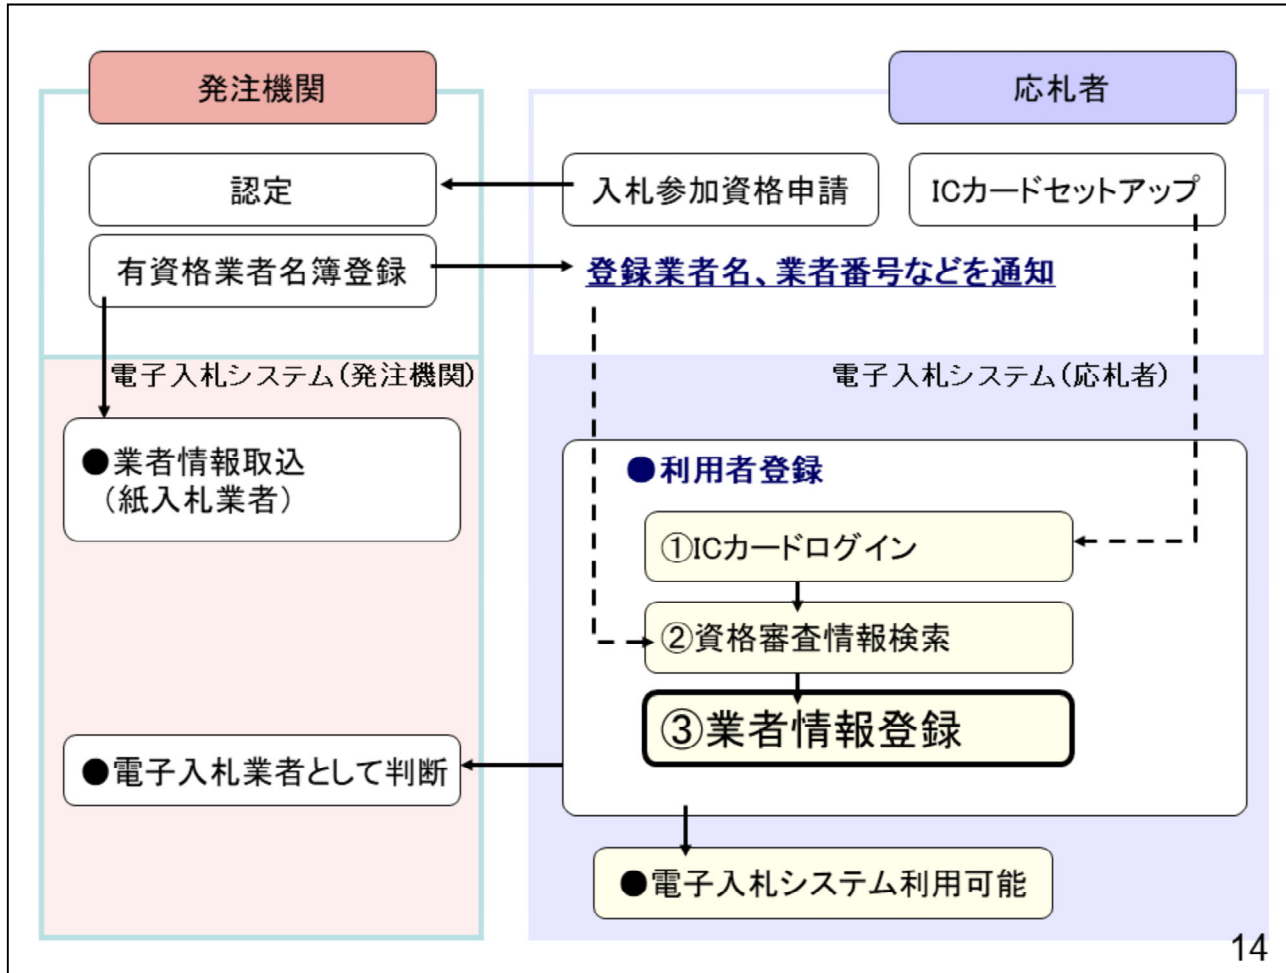 発注機関
応札者
認定
入札参加資格申請
ICカードセットアップ
有資格業者名簿登録
登録業者名、業者番号などを通知
電子入札システム(発注機関)
電子入札システム(応札者)
●業者情報取込
(紙入札業者)
●利用者登録
①ICカードログイン
②資格審査情報検索
③業者情報登録
●電子入札業者として判断
●電子入札システム利用可能
14